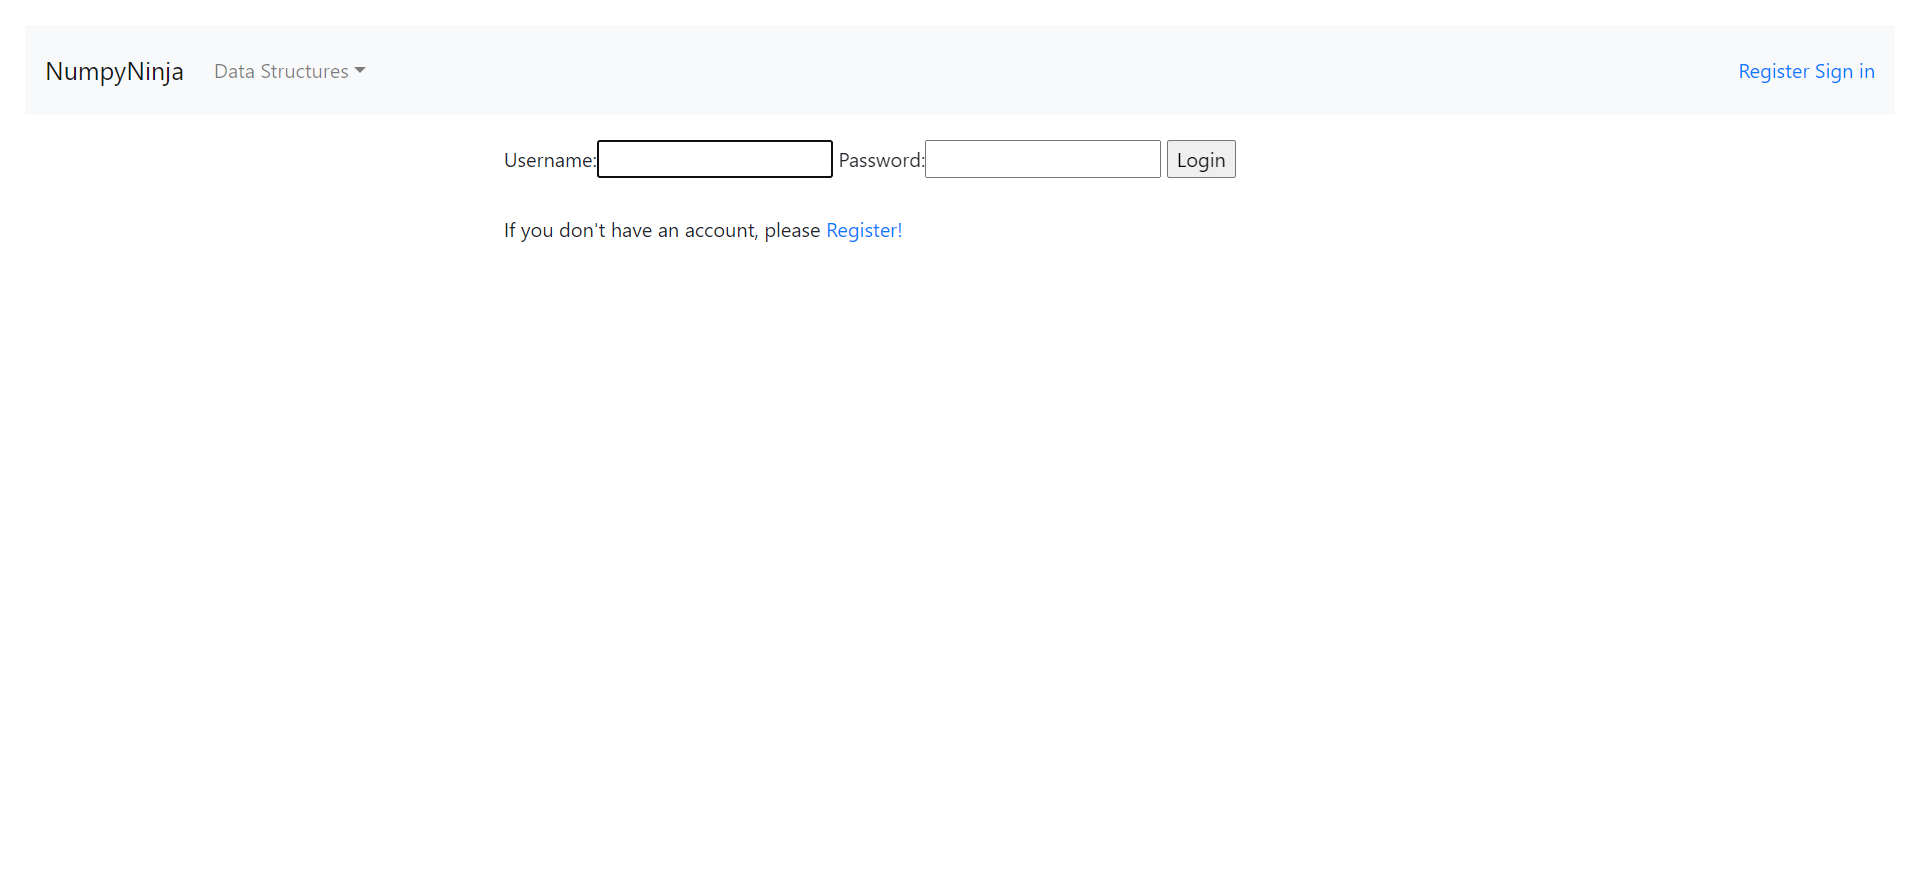 NumpyNinja Data Structures Register Sign in
Username: Password: Login
If you don't have an account, please Register!